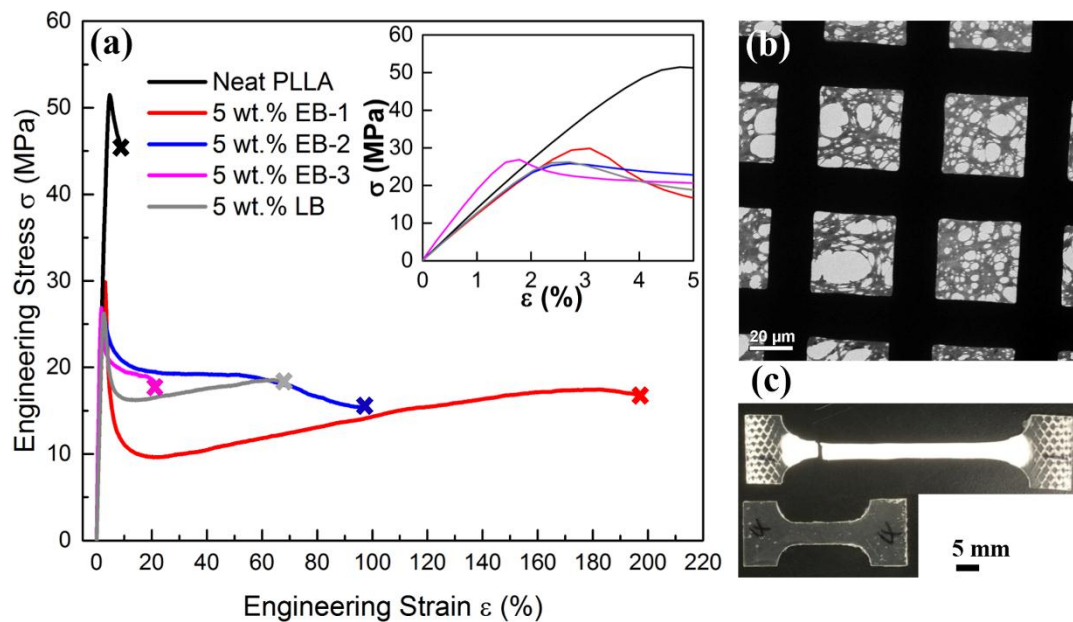 (a)
Engineering Stress σ (MPa)
60
50
40
30
20
10
0
0 20 40 60 80 100 120 140 160 180 200 220
Engineering Strain ε (%)
Neat PLLA
5 wt.% EB-1
5 wt.% EB-2
5 wt.% EB-3
5 wt.% LB
σ (MPa)
60
50
40
30
20
10
0
0 1 2 3 4 5
ε (%)
(b)
20 µm
(c)
5 mm